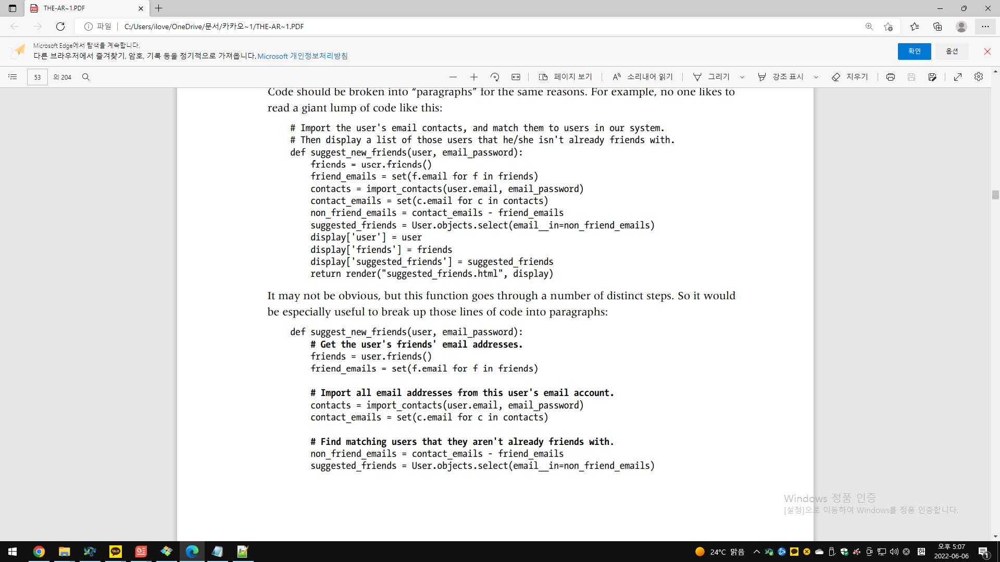 THE-AR~1.PDF
파일
C:/Users/ilove/OneDrive/문서/카카오~1/THE-AR~1.PDF
Microsoft Edge에서 탐색을 계속합니다.
다른 브라우저에서 즐겨찾기, 암호, 기록 등을 정기적으로 가져옵니다. Microsoft 개인정보처리방침
확인
옵션
53 의 204
페이지 보기
소리내어 읽기
그리기
강조 표시
지우기
Code should be broken into “paragraphs” for the same reasons. For example, no one likes to
read a giant lump of code like this:
# Import the user's email contacts, and match them to users in our system.
# Then display a list of those users that he/she isn't already friends with.
def suggest_new_friends(user, email_password):
    friends = user.friends()
    friend_emails = set(f.email for f in friends)
    contacts = import_contacts(user.email, email_password)
    contact_emails = set(c.email for c in contacts)
    non_friend_emails = contact_emails - friend_emails
    suggested_friends = User.objects.select(email__in=non_friend_emails)
    display['user'] = user
    display['friends'] = friends
    display['suggested_friends'] = suggested_friends
    return render("suggested_friends.html", display)
It may not be obvious, but this function goes through a number of distinct steps. So it would
be especially useful to break up those lines of code into paragraphs:
def suggest_new_friends(user, email_password):
    # Get the user's friends' email addresses.
    friends = user.friends()
    friend_emails = set(f.email for f in friends)
    # Import all email addresses from this user's email account.
    contacts = import_contacts(user.email, email_password)
    contact_emails = set(c.email for c in contacts)
    # Find matching users that they aren't already friends with.
    non_friend_emails = contact_emails - friend_emails
    suggested_friends = User.objects.select(email__in=non_friend_emails)
Windows 정품 인증
[설정]으로 이동하여 Windows를 정품 인증합니다.
TALK
24°C 맑음
한
오후 5:07
2022-06-06
1